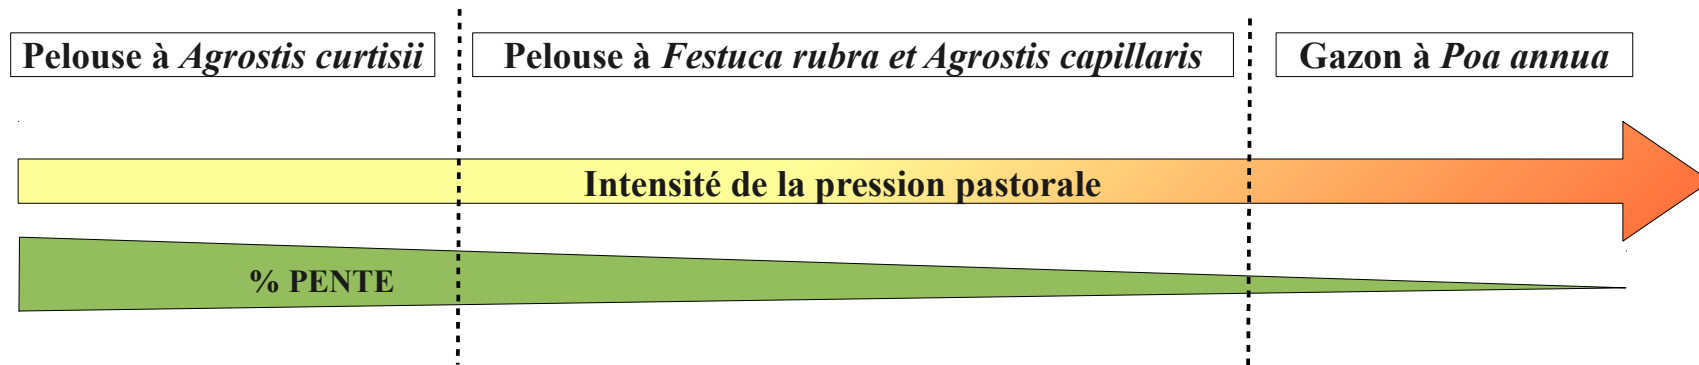 Pelouse à Agrostis curtisii
Pelouse à Festuca rubra et Agrostis capillaris
Gazon à Poa annua
Intensité de la pression pastorale
% PENTE